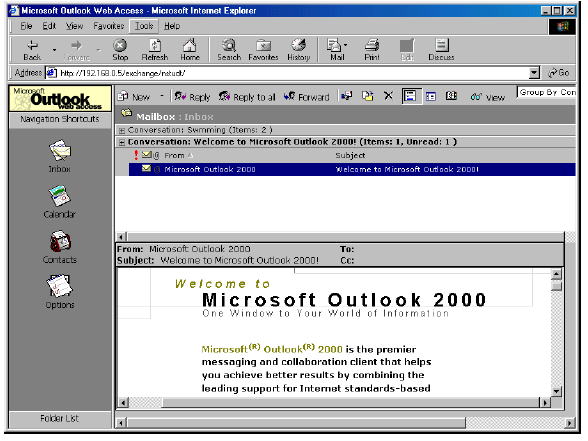 Microsoft Outlook Web Access - Microsoft Internet Explorer
File Edit View Favorites Tools Help
Back Forward Stop Refresh Home Search Favorites History Mail Print Edit Discuss
Address http://192.168.0.5/exchange/nstudt/ Go
Microsoft
Outlook
web access
New Reply Reply to all Forward View Group By Con
Navigation Shortcuts
Mailbox : Inbox
Conversation: Swimming (Items: 2 )
Conversation: Welcome to Microsoft Outlook 2000! (Items: 1, Unread: 1 )
! @ From Subject
Microsoft Outlook 2000 Welcome to Microsoft Outlook 2000!
Inbox
Calendar
Contacts
Options
From: Microsoft Outlook 2000 To:
Subject: Welcome to Microsoft Outlook 2000! Cc:
Welcome to
Microsoft Outlook 2000
One Window to Your World of Information
Microsoft(R) Outlook(R) 2000 is the premier
messaging and collaboration client that helps
you achieve better results by combining the
leading support for Internet standards-based
Folder List